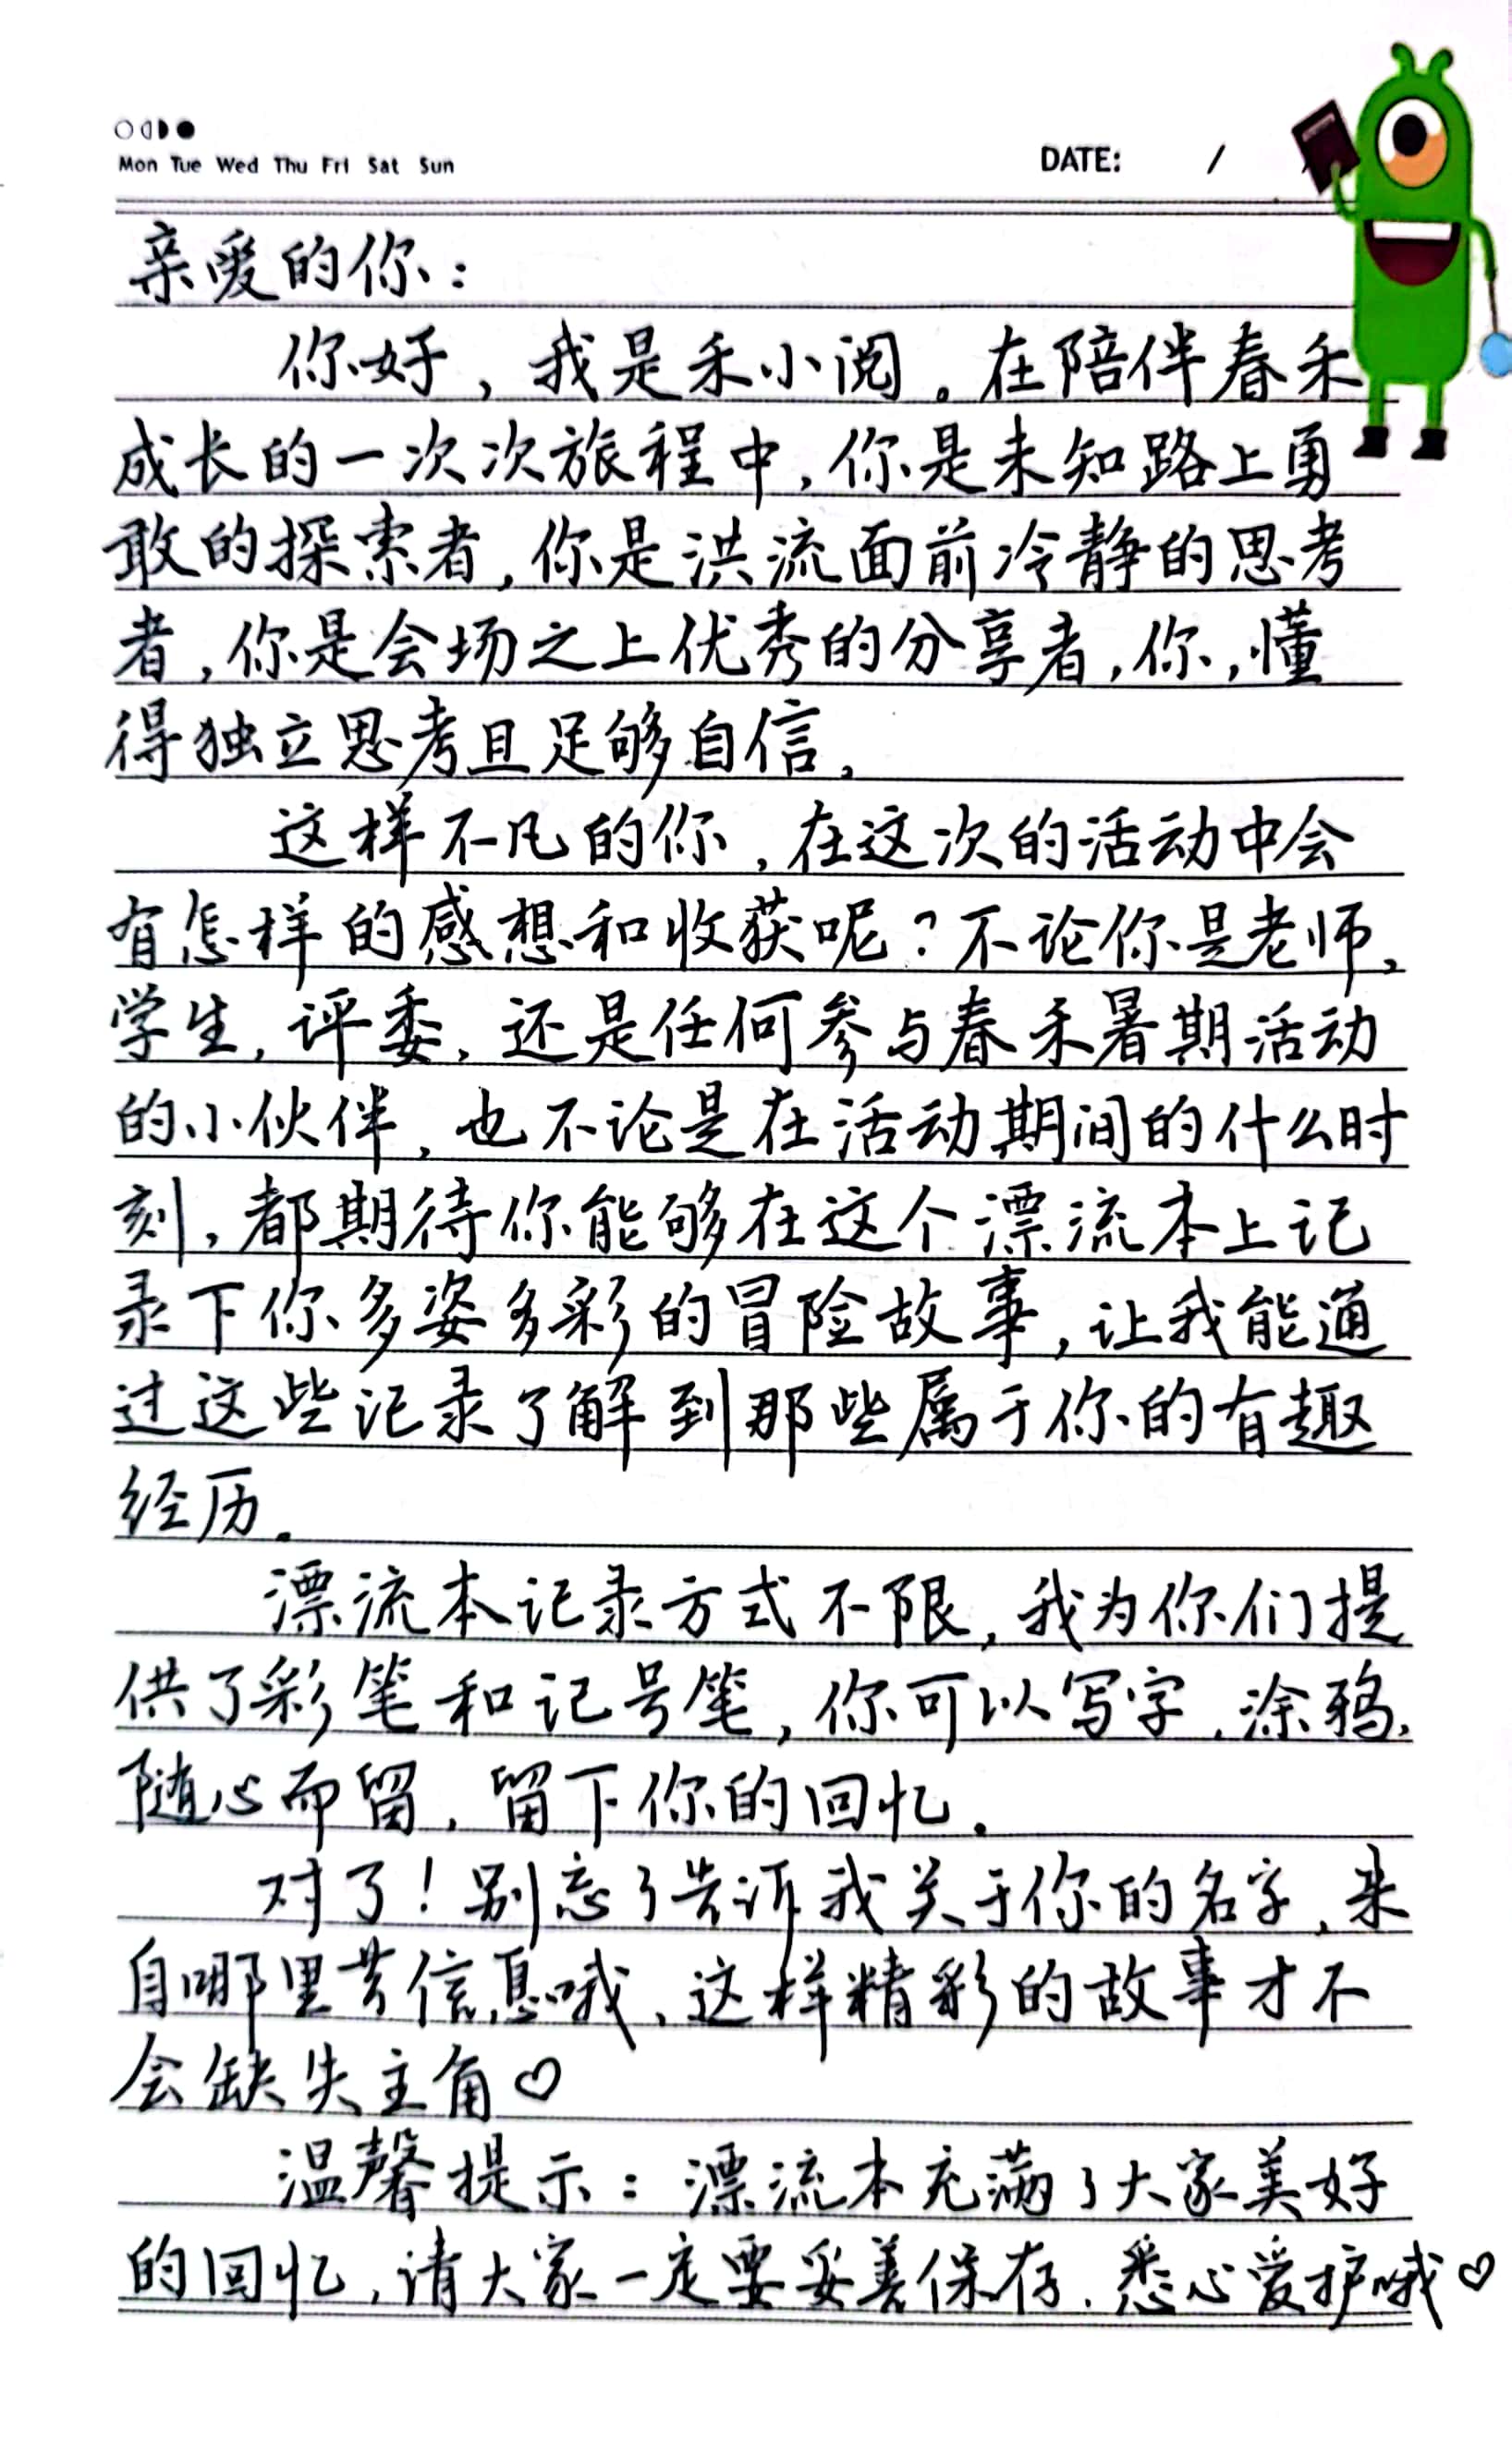 Mon Tue Wed Thu Fri Sat Sun
DATE: /
亲爱的你：
你好，我是禾小阅。在陪伴春禾
成长的一次次旅程中，你是未知路上勇
敢的探索者，你是洪流面前冷静的思考
者，你是会场之上优秀的分享者，你，懂
得独立思考且足够自信，
这样不凡的你，在这次的活动中会
有怎样的感想和收获呢？不论你是老师、
学生，评委，还是任何参与春禾暑期活动
的小伙伴，也不论是在活动期间的什么时
刻，都期待你能够在这个漂流本上记
录下你多姿多彩的冒险故事，让我能通
过这些记录了解到那些属于你的有趣
经历。
漂流本记录方式不限，我为你们提
供了彩笔和记号笔，你可以写字，涂鸦，
随心而留，留下你的回忆。
对了！别忘了告诉我关于你的名字、来
自哪里等信息哦、这样精彩的故事才不
会缺失主角♡
温馨提示：漂流本充满了大家美好
的回忆，请大家一定要妥善保存．悉心爱护哦♡